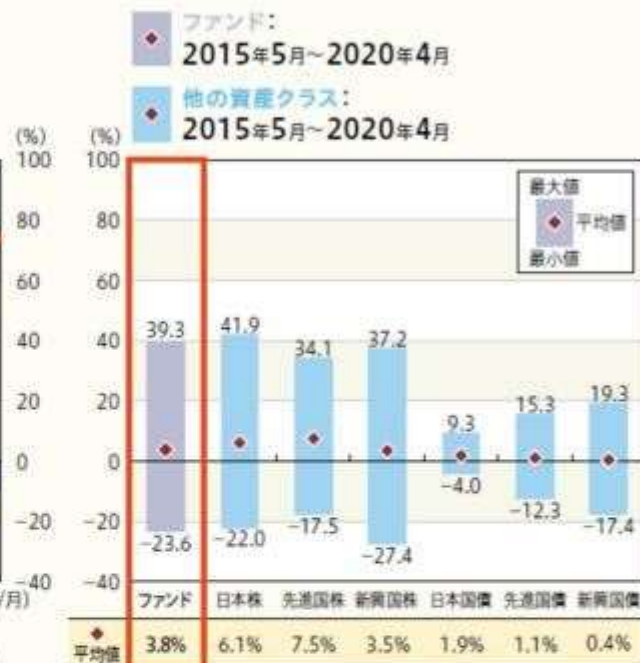 ファンド:
2015年5月~2020年4月
他の資産クラス:
2015年5月~2020年4月
(%) (%)
100 100
最大値
平均値
最小値
80 80
60 60
40 40
20 20
0 0
-20 -20
-40 -40
39.3 41.9 34.1 37.2 9.3 15.3 19.3
-23.6 -22.0 -17.5 -27.4 -4.0 -12.3 -17.4
/月)
ファンド 日本株 先進国株 新興国株 日本国債 先進国債 新興国債
平均値 3.8% 6.1% 7.5% 3.5% 1.9% 1.1% 0.4%